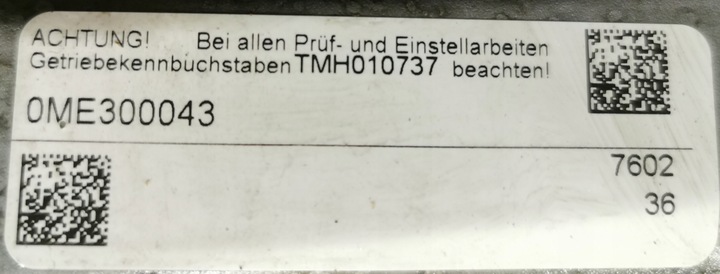 ACHTUNG! Bei allen Prüf- und Einstellarbeiten
Getriebekennbuchstaben TMH010737 beachten!
0ME300043
7602
36